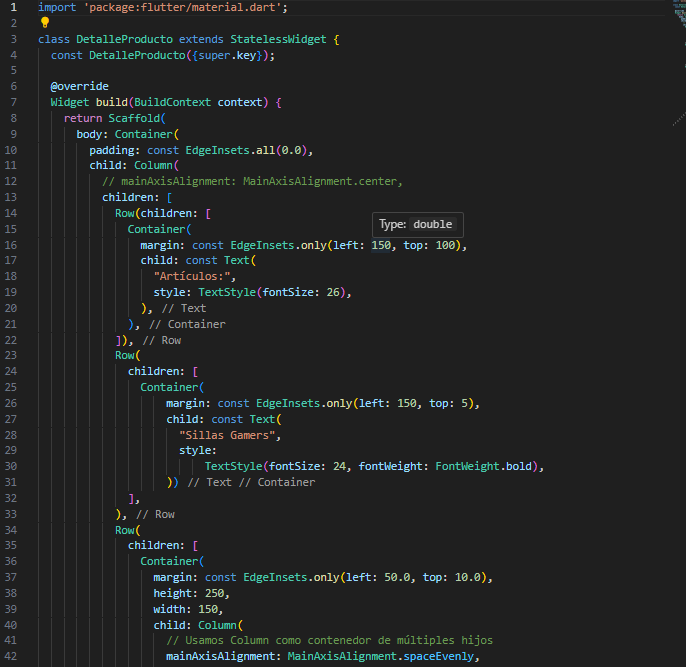 1 import 'package:flutter/material.dart';
2
3 class DetalleProducto extends StatelessWidget {
4   const DetalleProducto({super.key});
5
6   @override
7   Widget build(BuildContext context) {
8     return Scaffold(
9       body: Container(
10         padding: const EdgeInsets.all(0.0),
11         child: Column(
12           // mainAxisAlignment: MainAxisAlignment.center,
13           children: [
14             Row(children: [
Type: double
15               Container(
16                 margin: const EdgeInsets.only(left: 150, top: 100),
17                 child: const Text(
18                   "Artículos:",
19                   style: TextStyle(fontSize: 26),
20                 ), // Text
21               ), // Container
22             ]), // Row
23             Row(
24               children: [
25                 Container(
26                     margin: const EdgeInsets.only(left: 150, top: 5),
27                     child: const Text(
28                       "Sillas Gamers",
29                       style:
30                           TextStyle(fontSize: 24, fontWeight: FontWeight.bold),
31                     )) // Text // Container
32               ],
33             ), // Row
34             Row(
35               children: [
36                 Container(
37                   margin: const EdgeInsets.only(left: 50.0, top: 10.0),
38                   height: 250,
39                   width: 150,
40                   child: Column(
41                     // Usamos Column como contenedor de múltiples hijos
42                     mainAxisAlignment: MainAxisAlignment.spaceEvenly,